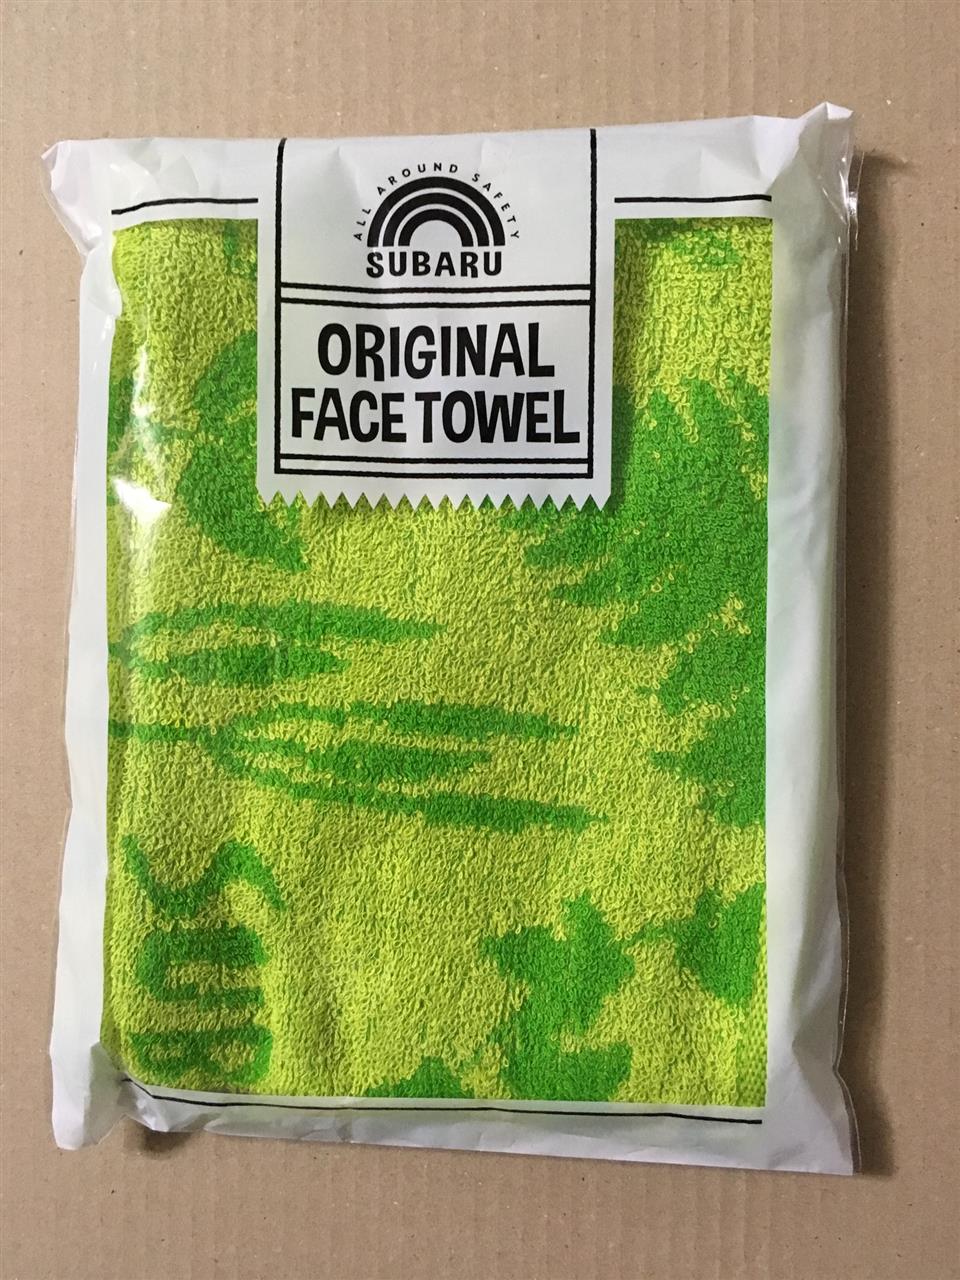 ALL AROUND SAFETY
SUBARU
ORIGINAL
FACE TOWEL